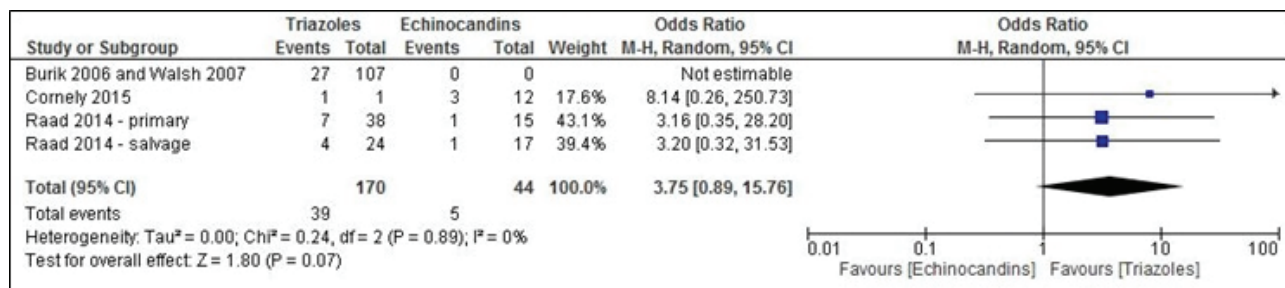 Triazoles Echinocandins Odds Ratio Odds Ratio
Study or Subgroup Events Total Events Total Weight M-H, Random, 95% CI M-H, Random, 95% CI
Burik 2006 and Walsh 2007 27 107 0 0 Not estimable
Cornely 2015 1 1 3 12 17.6% 8.14 [0.26, 250.73]
Raad 2014 - primary 7 38 1 15 43.1% 3.16 [0.35, 28.20]
Raad 2014 - salvage 4 24 1 17 39.4% 3.20 [0.32, 31.53]
Total (95% CI) 170 44 100.0% 3.75 [0.89, 15.76]
Total events 39 5
Heterogeneity: Tau² = 0.00; Chi² = 0.24, df = 2 (P = 0.89); I² = 0%
Test for overall effect: Z = 1.80 (P = 0.07)
0.01 0.1 1 10 100
Favours [Echinocandins] Favours [Triazoles]